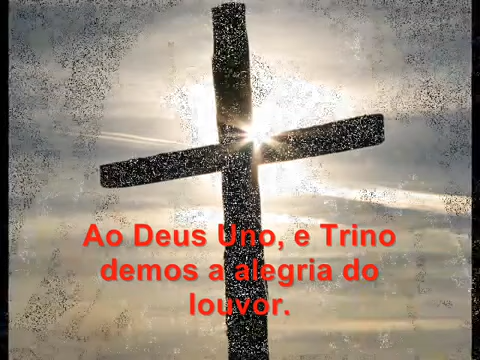 Ao Deus Uno, e Trino
demos a alegria do
louvor.